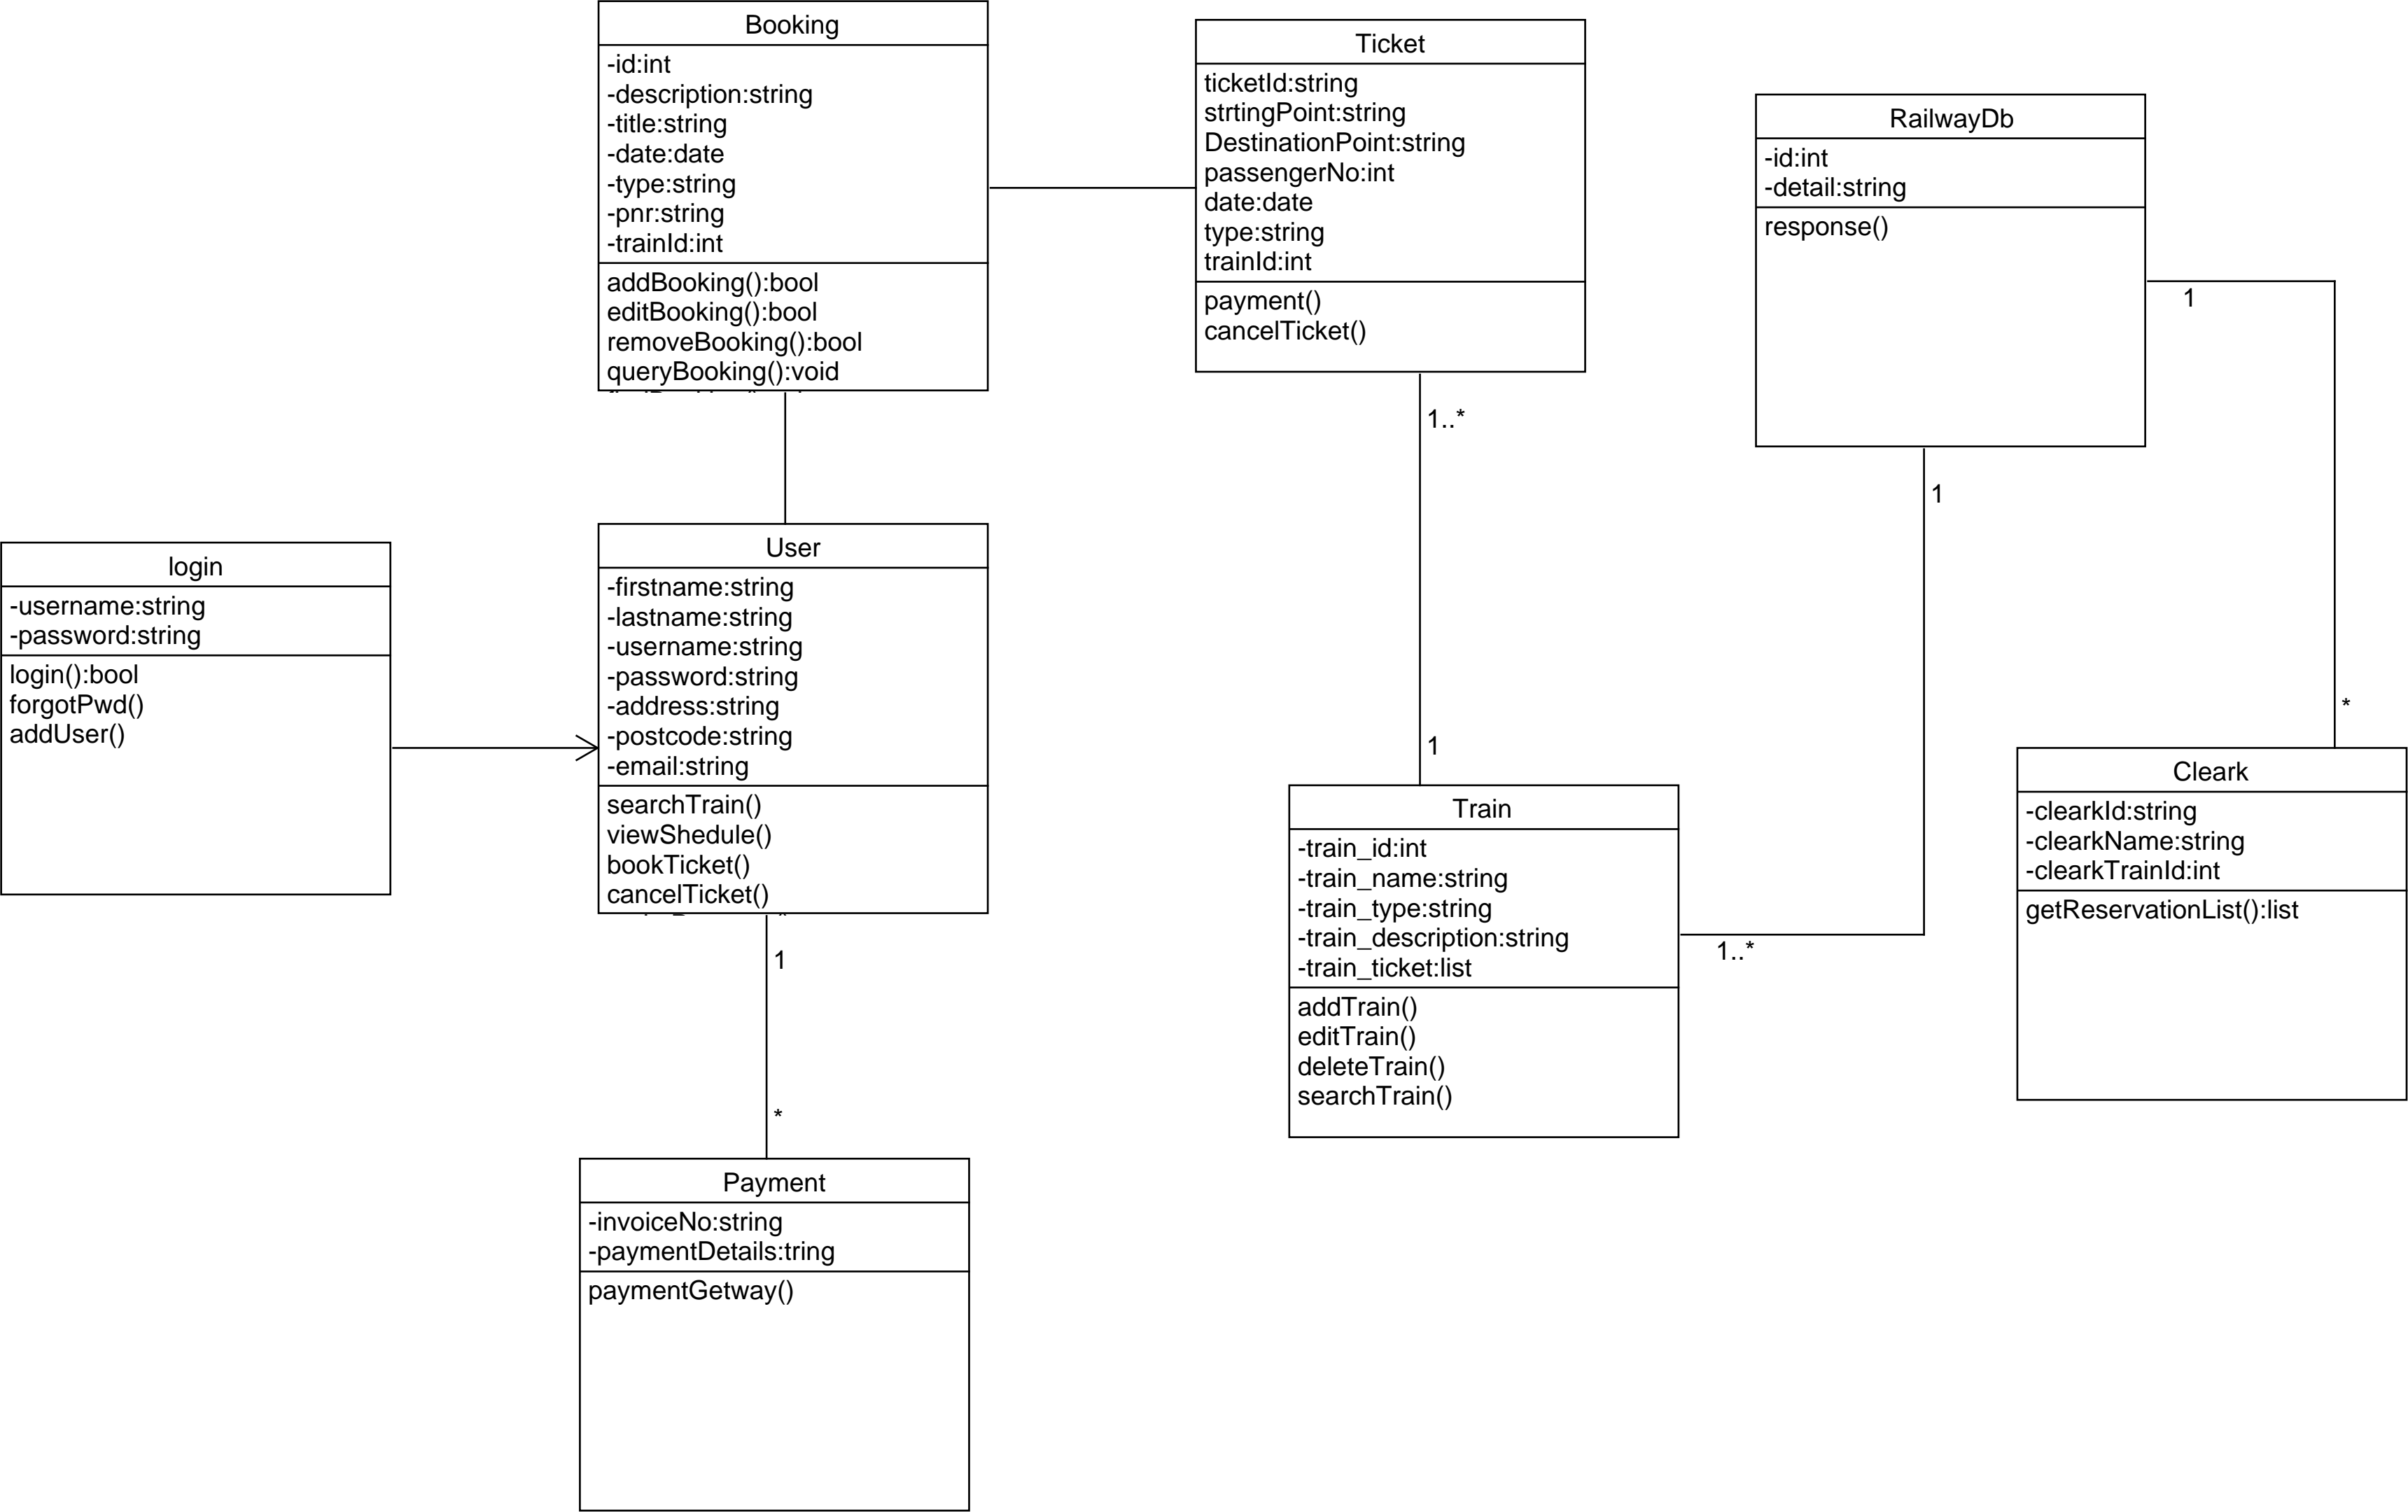 Booking
-id:int
-description:string
-title:string
-date:date
-type:string
-pnr:string
-trainId:int
addBooking():bool
editBooking():bool
removeBooking():bool
queryBooking():void
Ticket
ticketId:string
strtingPoint:string
DestinationPoint:string
passengerNo:int
date:date
type:string
trainId:int
payment()
cancelTicket()
1..*
1
RailwayDb
-id:int
-detail:string
response()
1
1
*
login
-username:string
-password:string
login():bool
forgotPwd()
addUser()
User
-firstname:string
-lastname:string
-username:string
-password:string
-address:string
-postcode:string
-email:string
searchTrain()
viewShedule()
bookTicket()
cancelTicket()
1
*
Train
-train_id:int
-train_name:string
-train_type:string
-train_description:string
-train_ticket:list
addTrain()
editTrain()
deleteTrain()
searchTrain()
1..*
Cleark
-clearkId:string
-clearkName:string
-clearkTrainId:int
getReservationList():list
Payment
-invoiceNo:string
-paymentDetails:tring
paymentGetway()